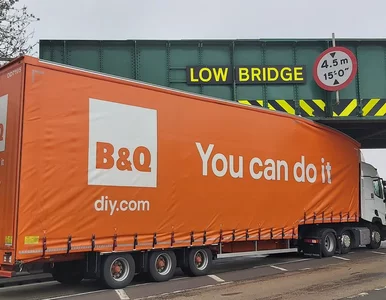 LOW BRIDGE
4.5 m
15'0"
B&Q
diy.com
You can do it